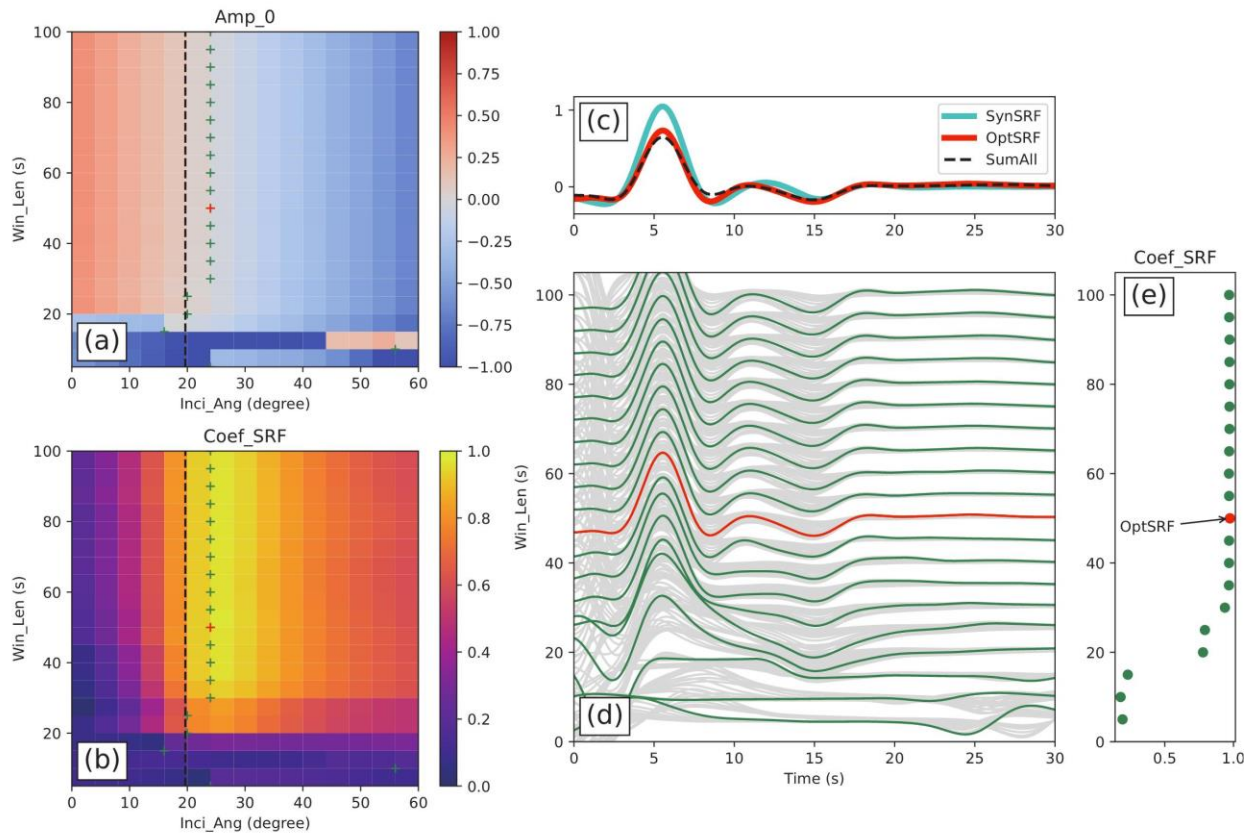 Amp_0
100
80
60
40
20
Win_Len (s)
(a)
0 10 20 30 40 50 60
Inci_Ang (degree)
1.00
0.75
0.50
0.25
0.00
−0.25
−0.50
−0.75
−1.00
Coef_SRF
100
80
60
40
20
Win_Len (s)
(b)
0 10 20 30 40 50 60
Inci_Ang (degree)
1.0
0.8
0.6
0.4
0.2
0.0
(c)
1
0
SynSRF
OptSRF
SumAll
0 5 10 15 20 25 30
100
80
60
40
20
0
Win_Len (s)
(d)
0 5 10 15 20 25 30
Time (s)
Coef_SRF
(e)
100
80
60
40
20
0
OptSRF
0.5 1.0